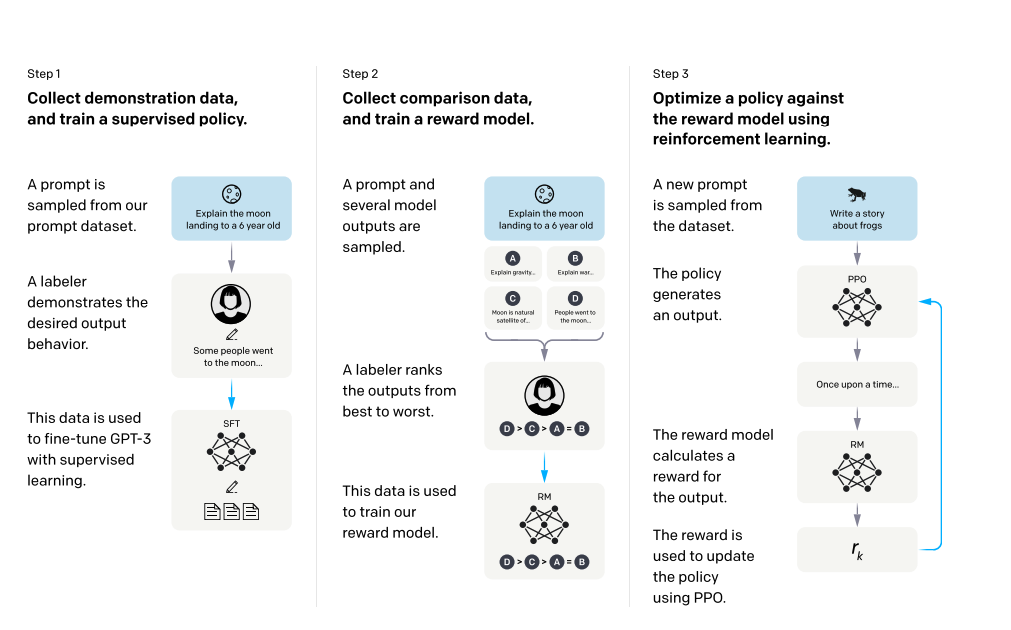 Step 1
Collect demonstration data,
and train a supervised policy.
A prompt is
sampled from our
prompt dataset.
Explain the moon
landing to a 6 year old
A labeler
demonstrates the
desired output
behavior.
Some people went
to the moon...
This data is used
to fine-tune GPT-3
with supervised
learning.
SFT
Step 2
Collect comparison data,
and train a reward model.
A prompt and
several model
outputs are
sampled.
Explain the moon
landing to a 6 year old
A
Explain gravity...
B
Explain war...
C
Moon is natural
satellite of...
D
People went to
the moon...
A labeler ranks
the outputs from
best to worst.
D > C > A = B
This data is used
to train our
reward model.
RM
D > C > A = B
Step 3
Optimize a policy against
the reward model using
reinforcement learning.
A new prompt
is sampled from
the dataset.
Write a story
about frogs
The policy
generates
an output.
PPO
Once upon a time...
The reward model
calculates a
reward for
the output.
RM
The reward is
used to update
the policy
using PPO.
r_k